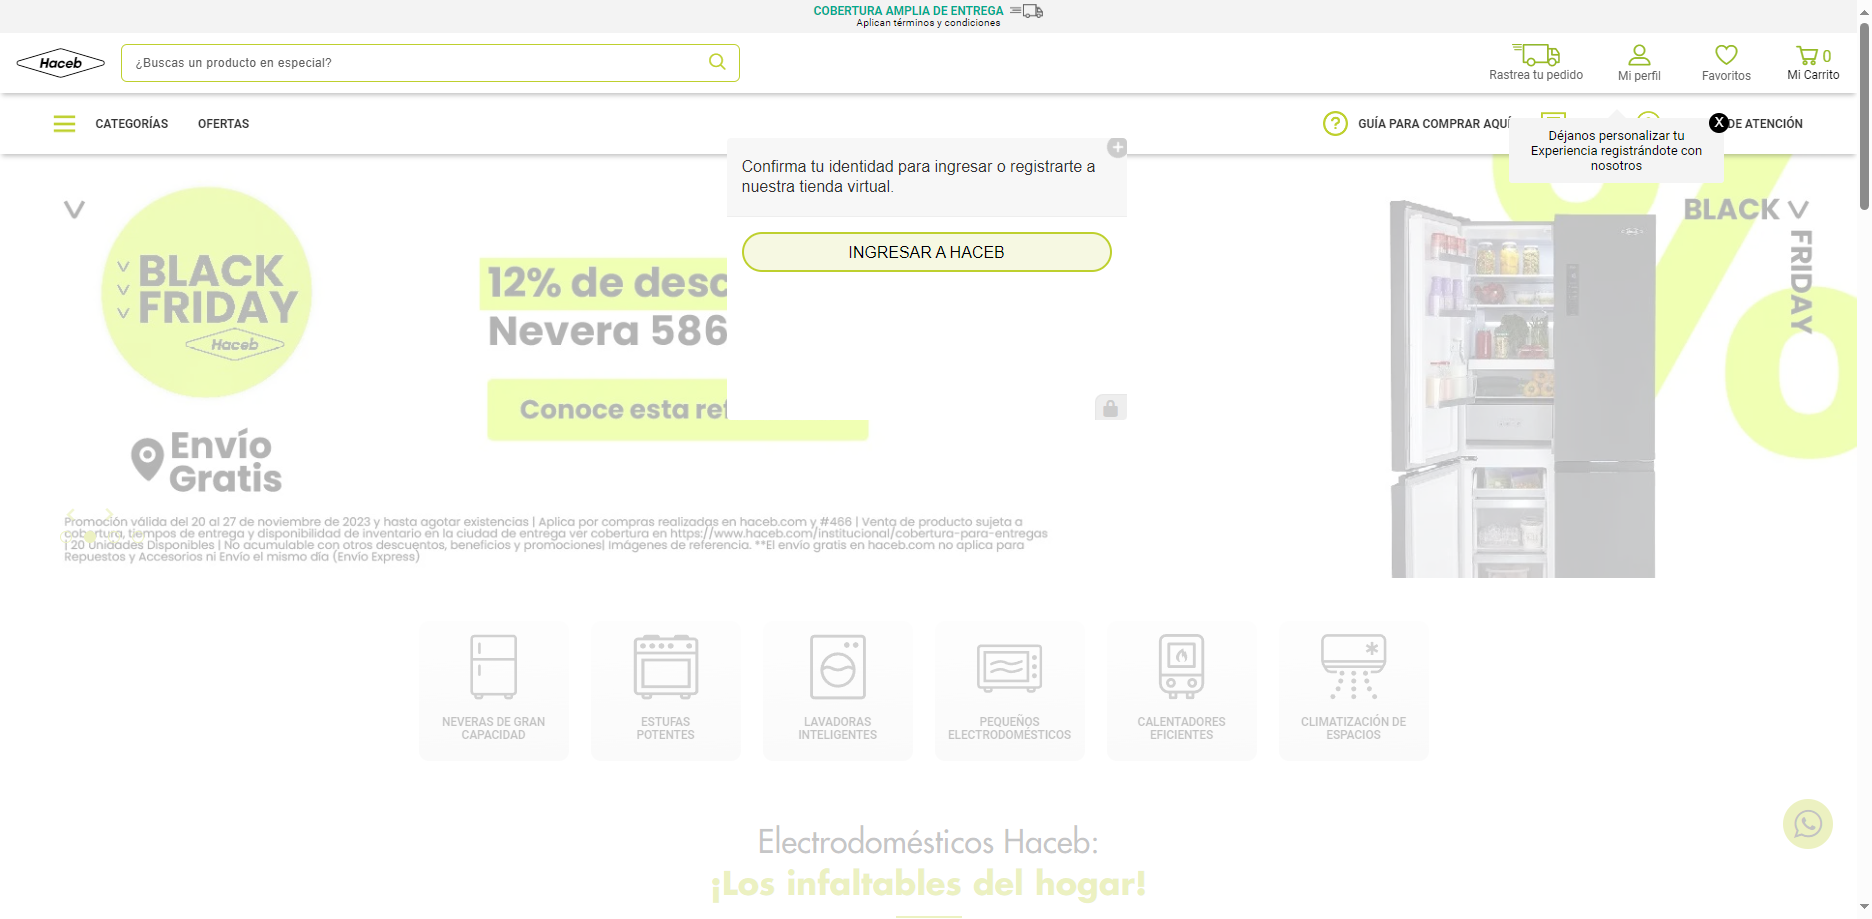 COBERTURA AMPLIA DE ENTREGA
Aplican términos y condiciones
Haceb
¿Buscas un producto en especial?
Rastrea tu pedido
Mi perfil
Favoritos
0
Mi Carrito
CATEGORÍAS
OFERTAS
GUÍA PARA COMPRAR AQUÍ
DE ATENCIÓN
X
Déjanos personalizar tu
Experiencia registrándote con
nosotros
Confirma tu identidad para ingresar o registrarte a
nuestra tienda virtual.
INGRESAR A HACEB
BLACK
FRIDAY
Haceb
Envío
Gratis
12% de desc
Nevera 586
Conoce esta ref
BLACK
FRIDAY
Promoción válida del 20 al 27 de noviembre de 2023 y hasta agotar existencias | Aplica por compras realizadas en haceb.com y #466 | Venta de producto sujeta a
cobertura, tiempos de entrega y disponibilidad de inventario en la ciudad de entrega ver cobertura en https://www.haceb.com/institucional/cobertura-para-entregas
| 20 Unidades Disponibles | No acumulable con otros descuentos, beneficios y promociones| Imágenes de referencia. **El envío gratis en haceb.com no aplica para
Repuestos y Accesorios ni Envío el mismo día (Envío Express)
NEVERAS DE GRAN
CAPACIDAD
ESTUFAS
POTENTES
LAVADORAS
INTELIGENTES
PEQUEÑOS
ELECTRODOMÉSTICOS
CALENTADORES
EFICIENTES
CLIMATIZACIÓN DE
ESPACIOS
Electrodomésticos Haceb:
¡Los infaltables del hogar!